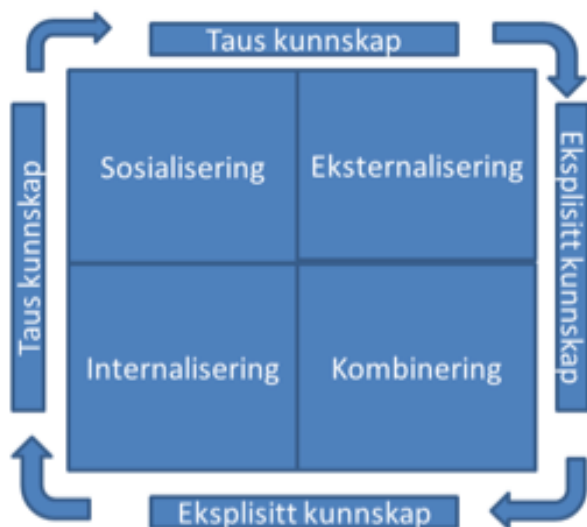 Taus kunnskap
Sosialisering
Eksternalisering
Taus kunnskap
Eksplisitt kunnskap
Internalisering
Kombinering
Eksplisitt kunnskap